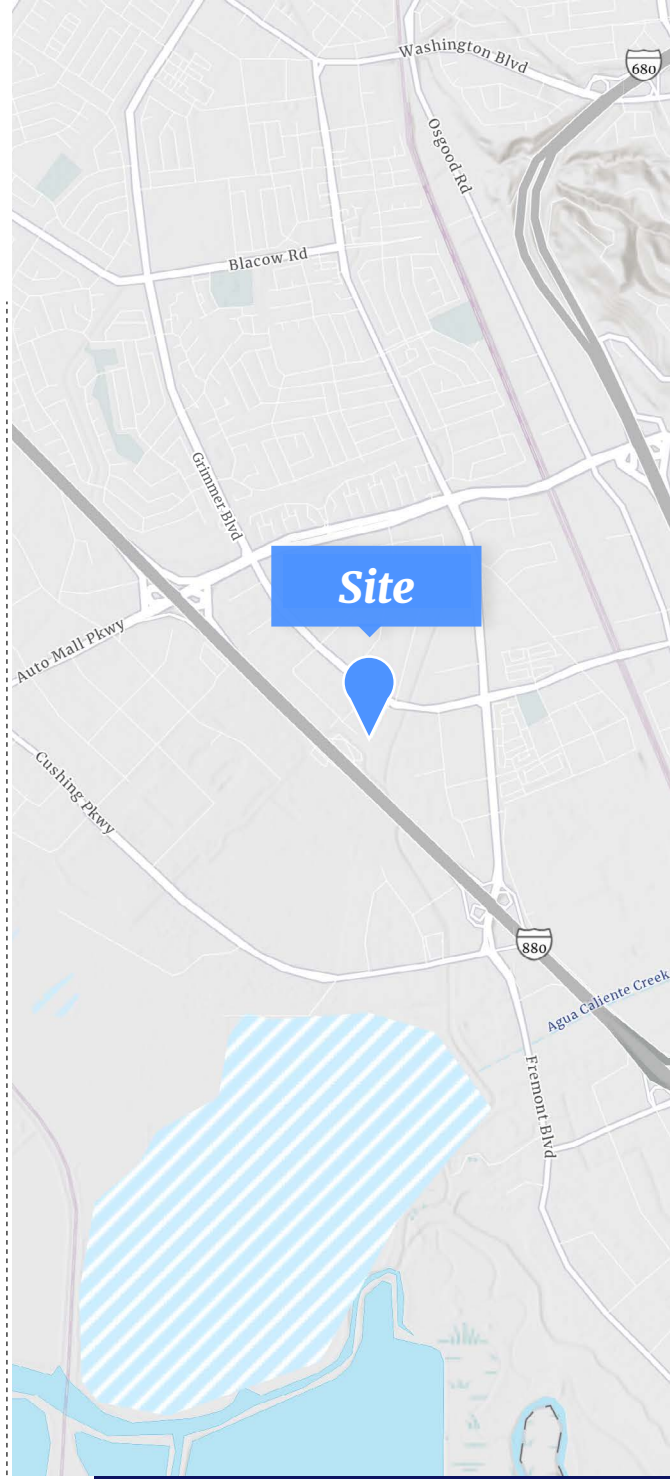 Washington Blvd
680
Osgood Rd
Blacow Rd
Grimmer Blvd
Site
Auto Mall Pkwy
Cushing Pkwy
880
Agua Caliente Creek
Fremont Blvd